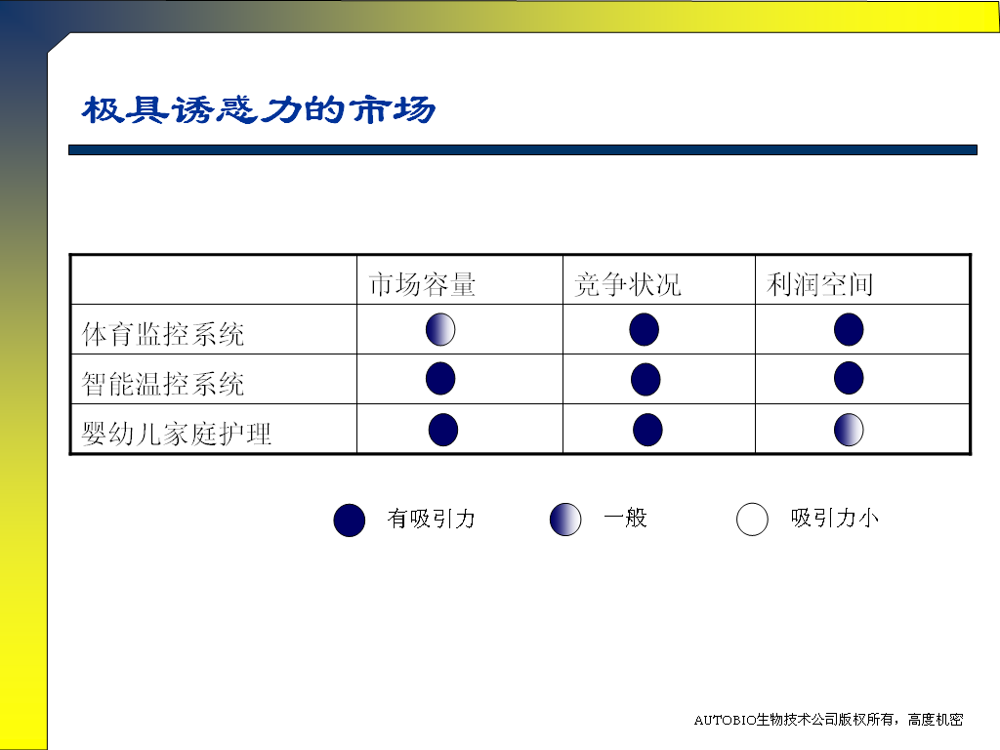 极具诱惑力的市场
市场容量 竞争状况 利润空间
体育监控系统
智能温控系统
婴幼儿家庭护理
有吸引力 一般 吸引力小
AUTOBIO生物技术公司版权所有，高度机密